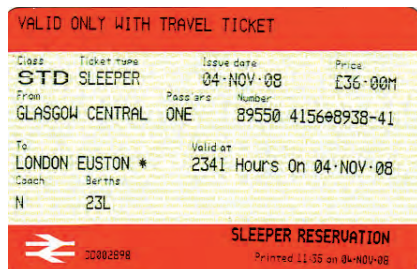 VALID ONLY WITH TRAVEL TICKET
Class Ticket type Issue date Price
STD SLEEPER 04·NOV·08 £36·00M
From Pass'grs Number
GLASGOW CENTRAL ONE 89550 415608938-41
To Valid at
LONDON EUSTON * 2341 Hours On 04·NOV·08
Coach Berths
N 23L
SLEEPER RESERVATION
Printed 11:35 on 04-NOV-08